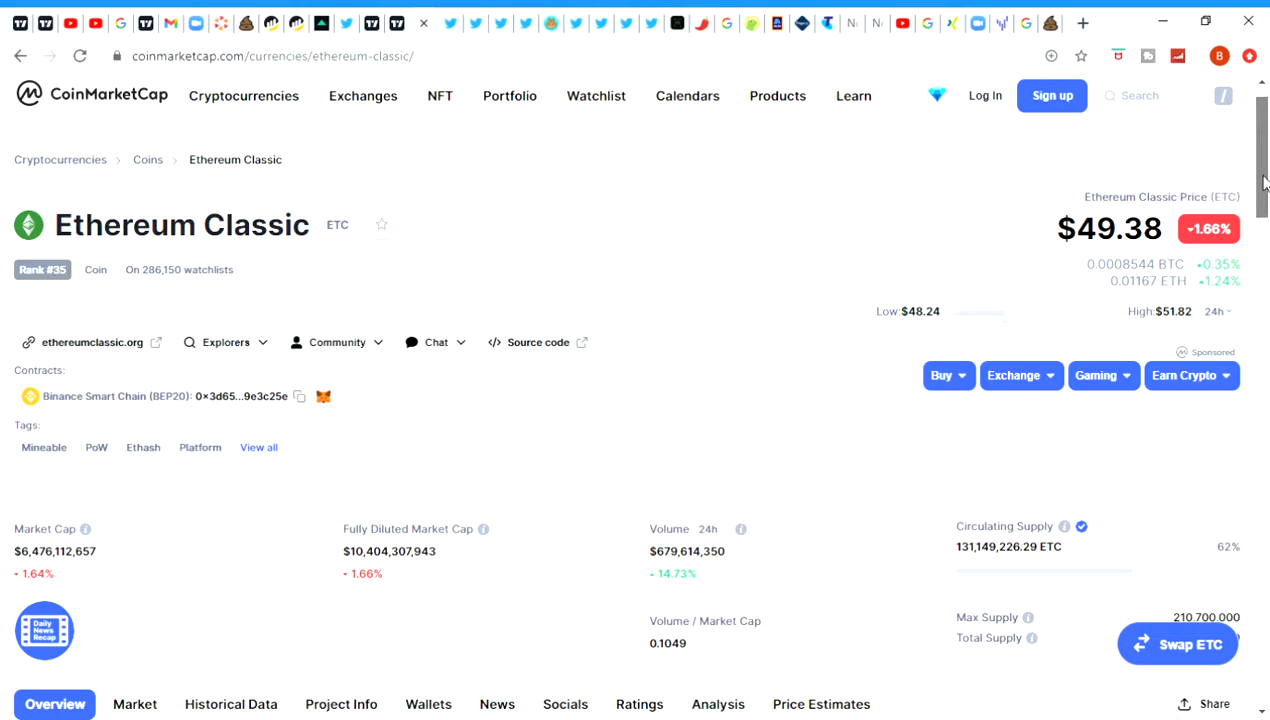 coinmarketcap.com/currencies/ethereum-classic/
B
CoinMarketCap Cryptocurrencies Exchanges NFT Portfolio Watchlist Calendars Products Learn Log In Sign up Search /
Cryptocurrencies > Coins > Ethereum Classic
Ethereum Classic Price (ETC)
Ethereum Classic ETC
$49.38 -1.66%
0.0008544 BTC 0.35%
Rank #35 Coin On 286,150 watchlists
0.01167 ETH 1.24%
Low:$48.24 High:$51.82 24h
ethereumclassic.org Explorers Community Chat </> Source code
Sponsored
Contracts:
Buy Exchange Gaming Earn Crypto
Binance Smart Chain (BEP20): 0x3d65...9e3c25e
Tags:
Mineable PoW Ethash Platform View all
Market Cap Fully Diluted Market Cap Volume 24h Circulating Supply
$6,476,112,657 $10,404,307,943 $679,614,350 131,149,226.29 ETC 62%
1.64% 1.66% 14.73%
Daily
News
Recap
Volume / Market Cap Max Supply 210,700,000
0.1049 Total Supply
Swap ETC
Overview Market Historical Data Project Info Wallets News Socials Ratings Analysis Price Estimates Share